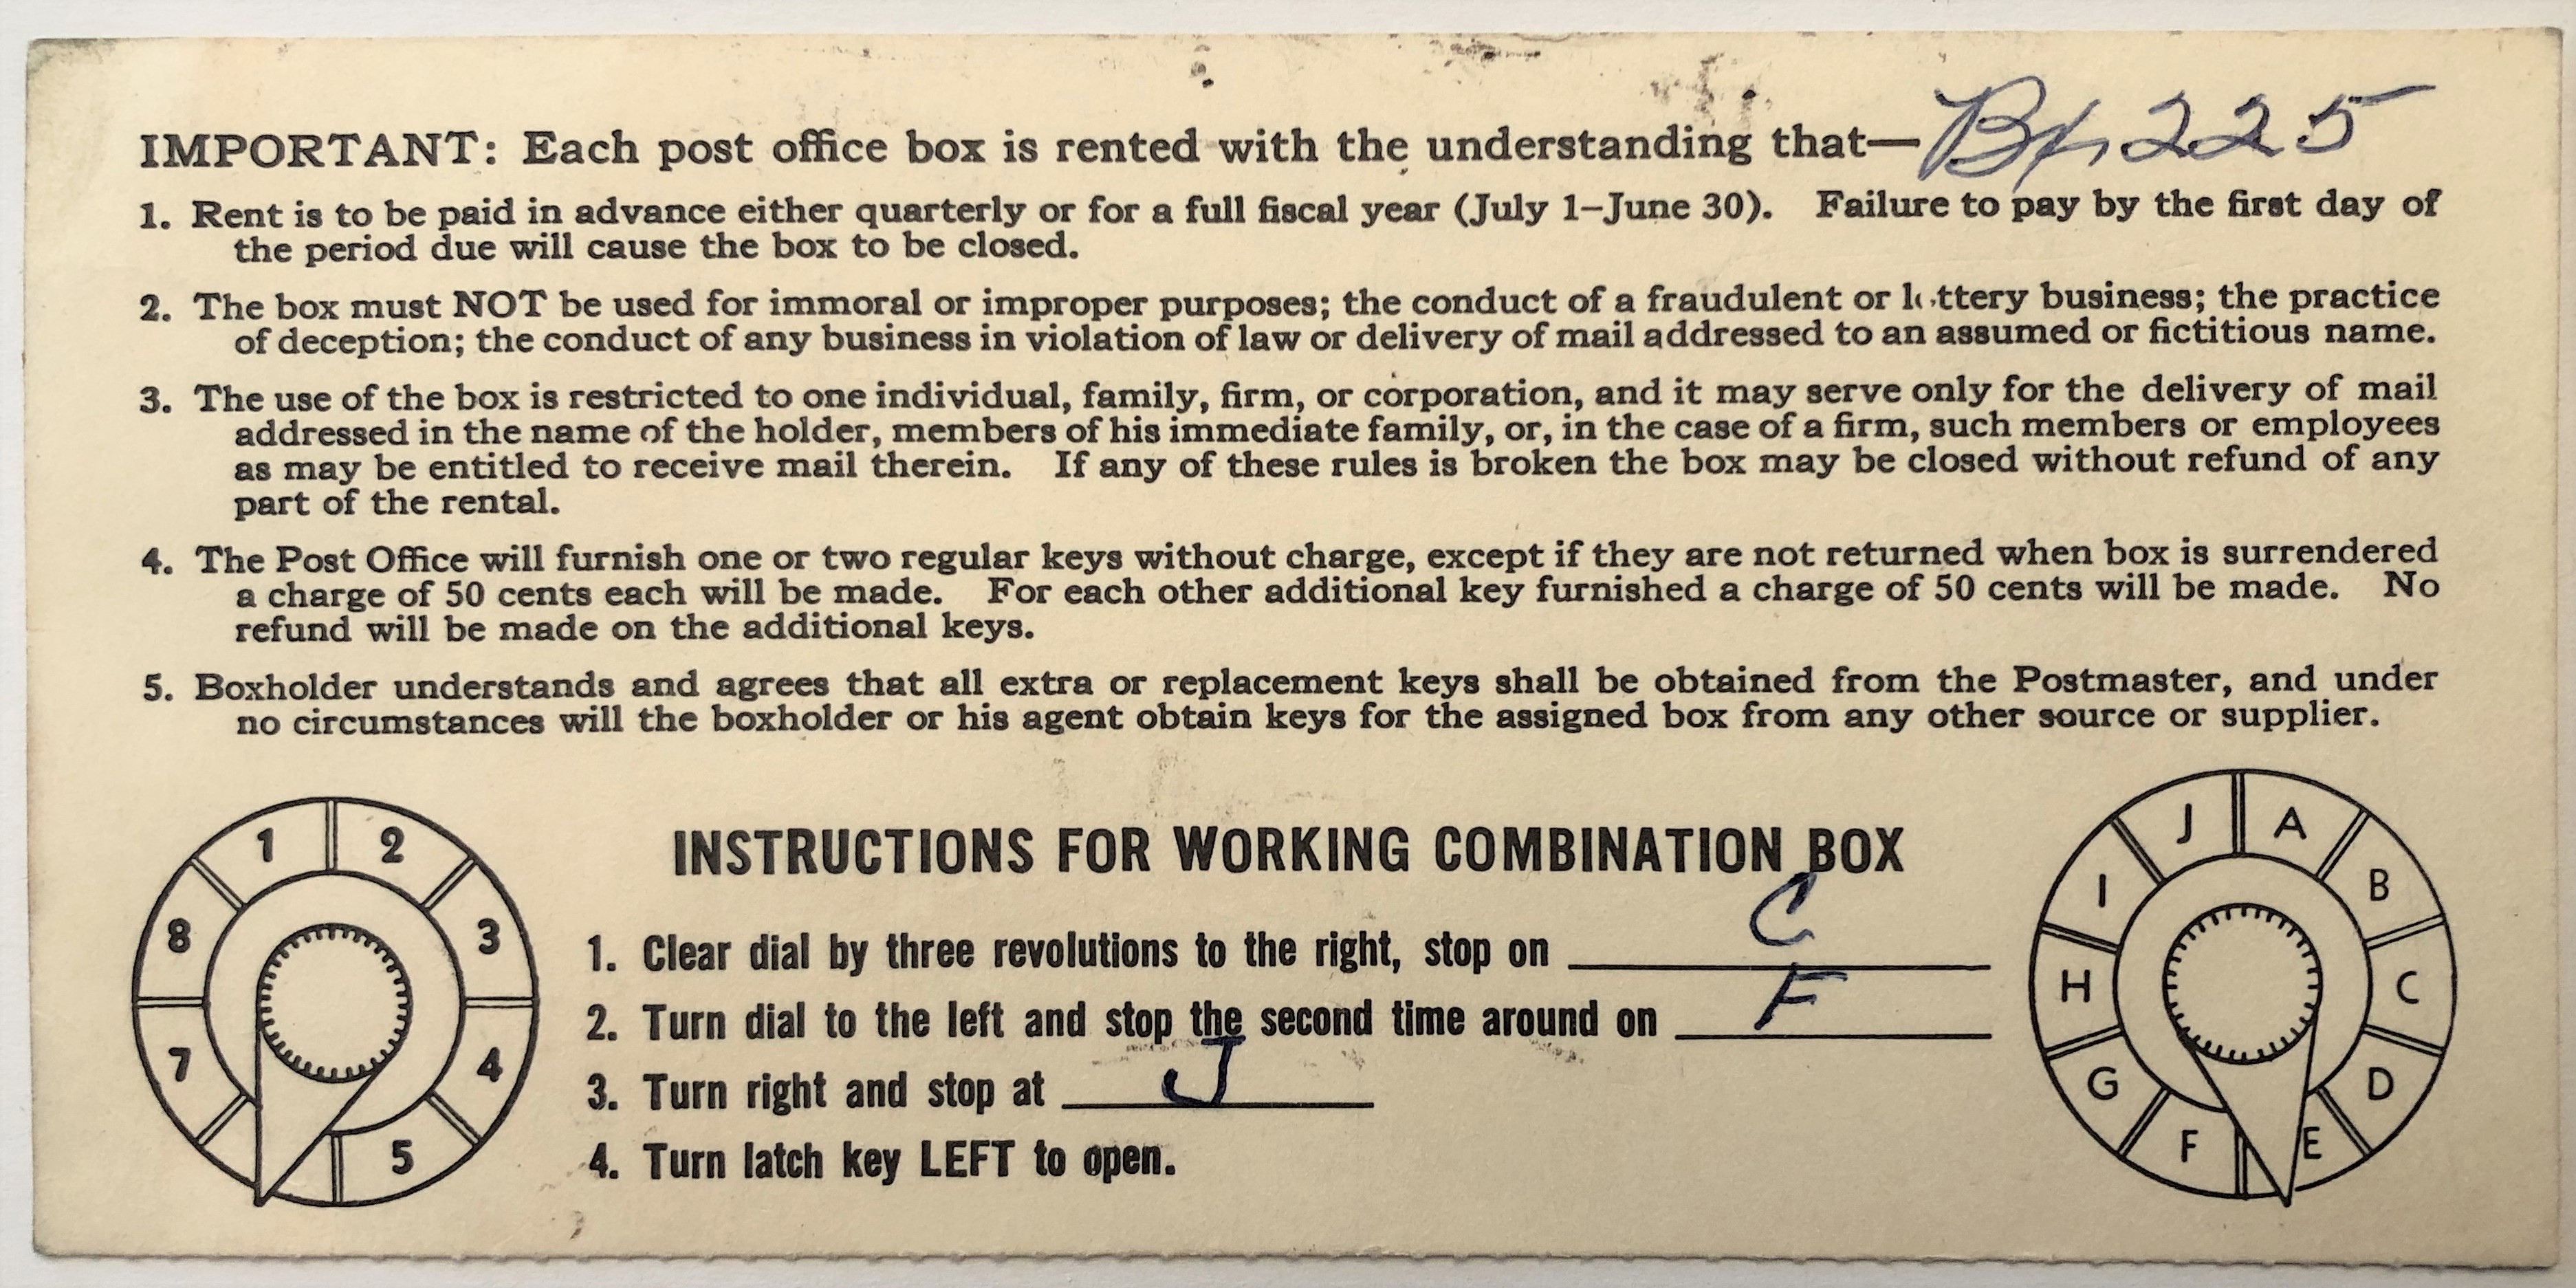 IMPORTANT: Each post office box is rented with the understanding that— Bx 225
1. Rent is to be paid in advance either quarterly or for a full fiscal year (July 1–June 30). Failure to pay by the first day of
the period due will cause the box to be closed.
2. The box must NOT be used for immoral or improper purposes; the conduct of a fraudulent or lottery business; the practice
of deception; the conduct of any business in violation of law or delivery of mail addressed to an assumed or fictitious name.
3. The use of the box is restricted to one individual, family, firm, or corporation, and it may serve only for the delivery of mail
addressed in the name of the holder, members of his immediate family, or, in the case of a firm, such members or employees
as may be entitled to receive mail therein. If any of these rules is broken the box may be closed without refund of any
part of the rental.
4. The Post Office will furnish one or two regular keys without charge, except if they are not returned when box is surrendered
a charge of 50 cents each will be made. For each other additional key furnished a charge of 50 cents will be made. No
refund will be made on the additional keys.
5. Boxholder understands and agrees that all extra or replacement keys shall be obtained from the Postmaster, and under
no circumstances will the boxholder or his agent obtain keys for the assigned box from any other source or supplier.
1 2 3 4 5 7 8
INSTRUCTIONS FOR WORKING COMBINATION BOX
1. Clear dial by three revolutions to the right, stop on C
2. Turn dial to the left and stop the second time around on F
3. Turn right and stop at J
4. Turn latch key LEFT to open.
A B C D E F G H I J